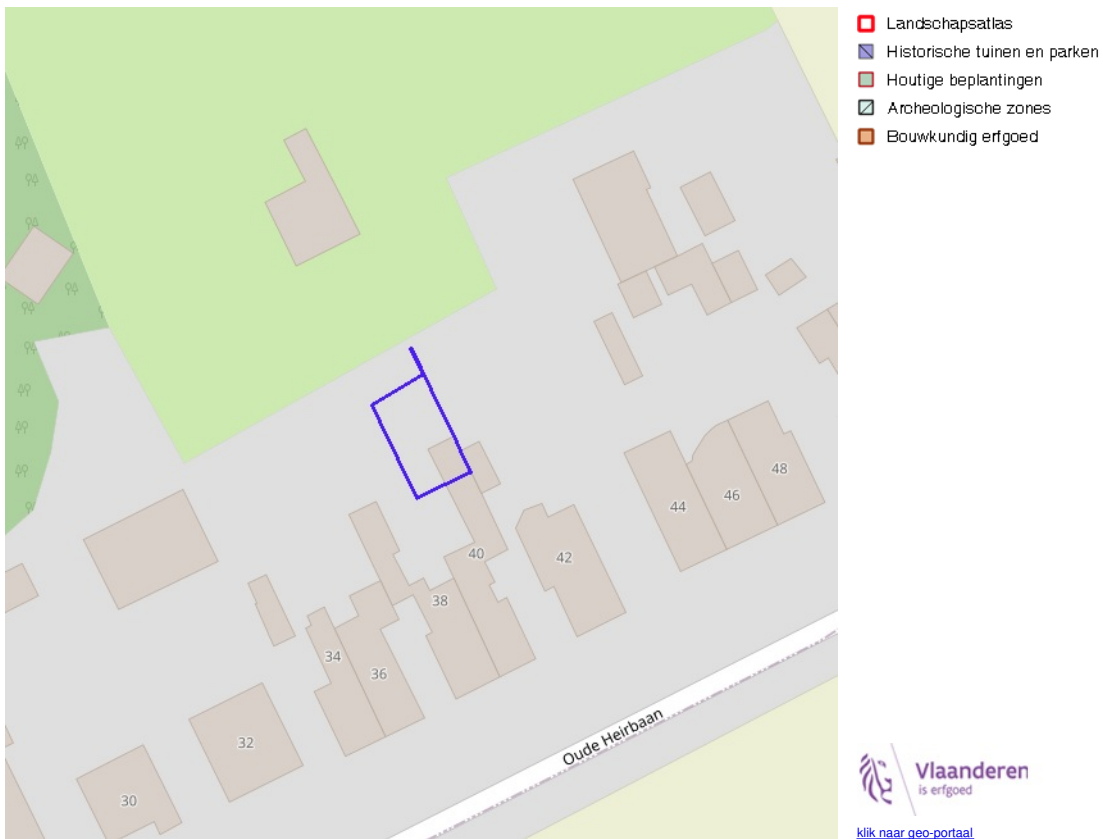 Landschapsatlas
Historische tuinen en parken
Houtige beplantingen
Archeologische zones
Bouwkundig erfgoed
48
44
46
40
42
38
34
36
32
30
Oude Heirbaan
Vlaanderen
is erfgoed
klik naar geo-portaal